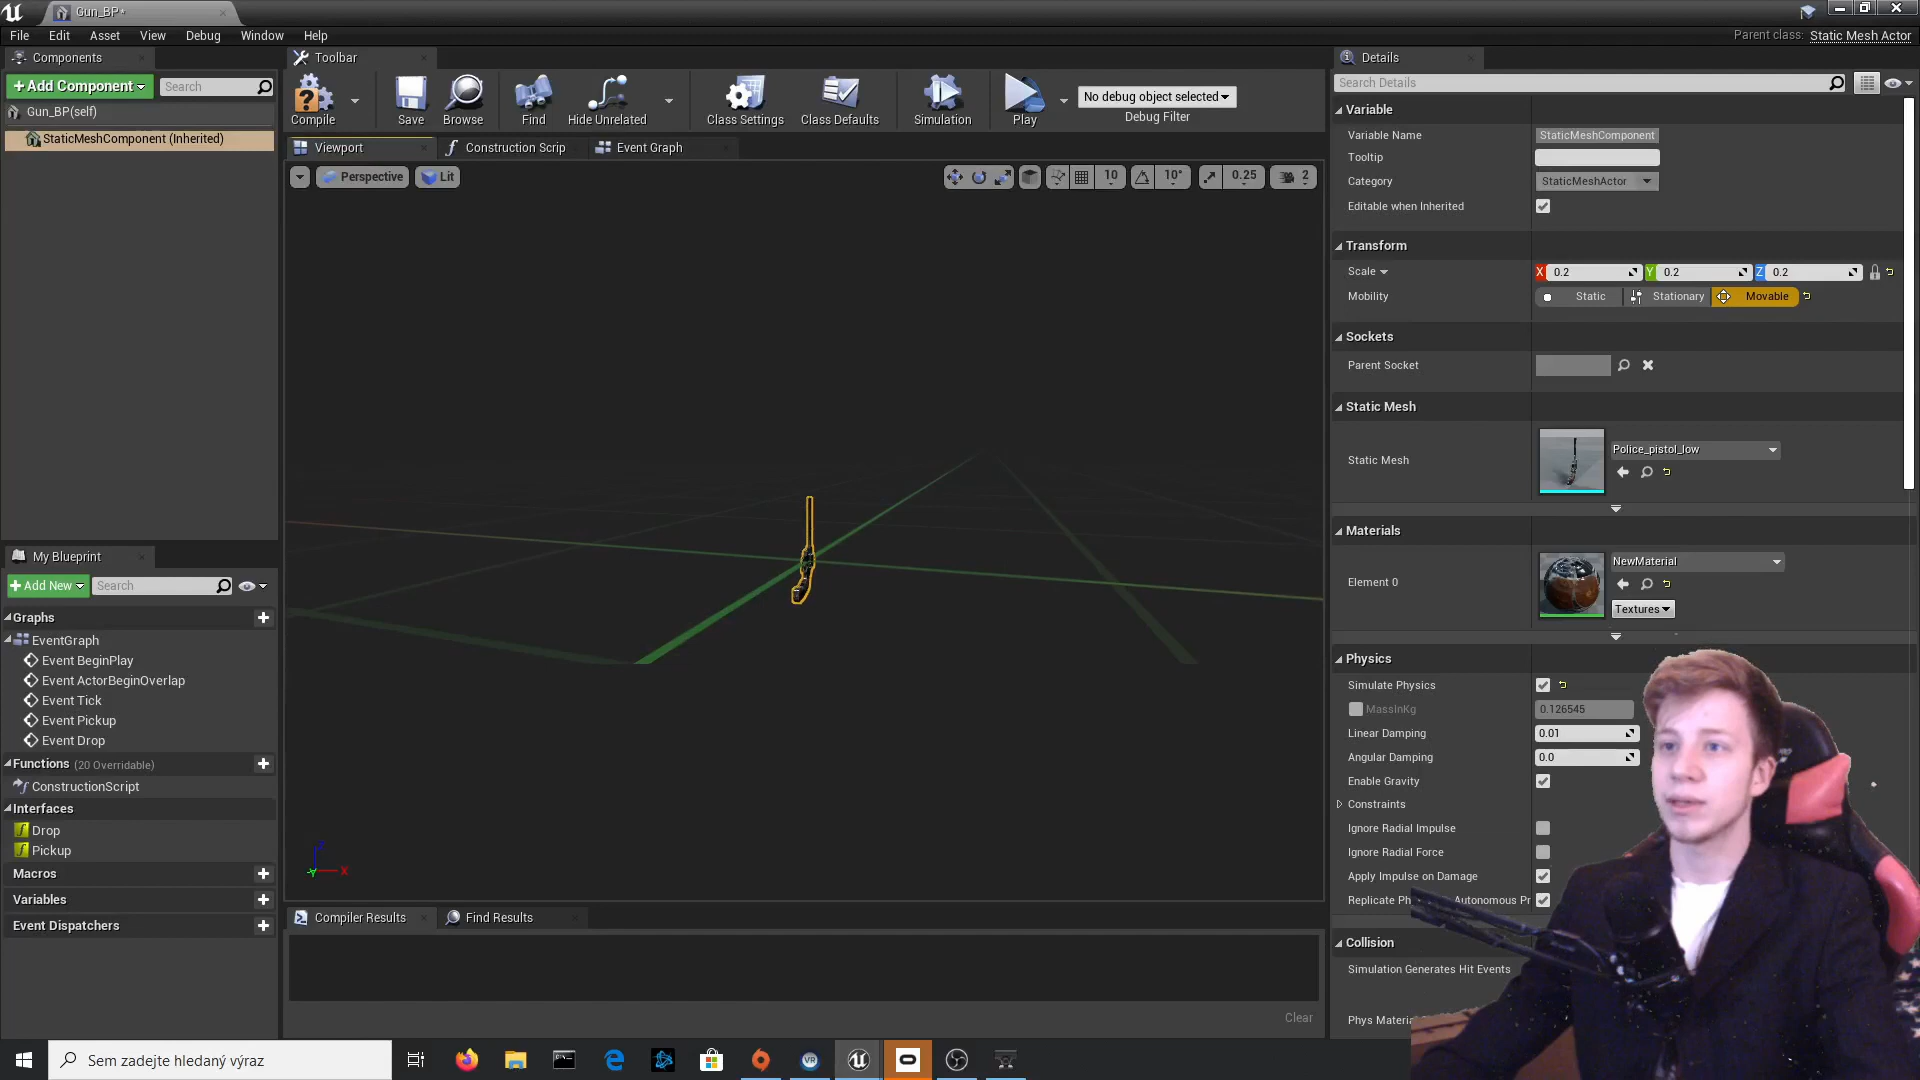 Gun_BP*
File Edit Asset View Debug Window Help
Parent class: Static Mesh Actor
Components
Add Component
Search
Gun_BP(self)
StaticMeshComponent (Inherited)
Toolbar
Compile
Save
Browse
Find
Hide Unrelated
Class Settings
Class Defaults
Simulation
Play
No debug object selected
Debug Filter
Viewport
Construction Scrip
Event Graph
Perspective
Lit
10
10°
0.25
2
X
My Blueprint
Add New
Search
Graphs
EventGraph
Event BeginPlay
Event ActorBeginOverlap
Event Tick
Event Pickup
Event Drop
Functions (20 Overridable)
ConstructionScript
Interfaces
Drop
Pickup
Macros
Variables
Event Dispatchers
Compiler Results
Find Results
Clear
Details
Search Details
Variable
Variable Name StaticMeshComponent
Tooltip
Category StaticMeshActor
Editable when Inherited
Transform
Scale X 0.2 Y 0.2 Z 0.2
Mobility Static Stationary Movable
Sockets
Parent Socket
Static Mesh
Static Mesh Police_pistol_low
Materials
Element 0 NewMaterial
Textures
Physics
Simulate Physics
MassInKg 0.126545
Linear Damping 0.01
Angular Damping 0.0
Enable Gravity
Constraints
Ignore Radial Impulse
Ignore Radial Force
Apply Impulse on Damage
Replicate Ph Autonomous Pr
Collision
Simulation Generates Hit Events
Phys Material
Sem zadejte hledaný výraz